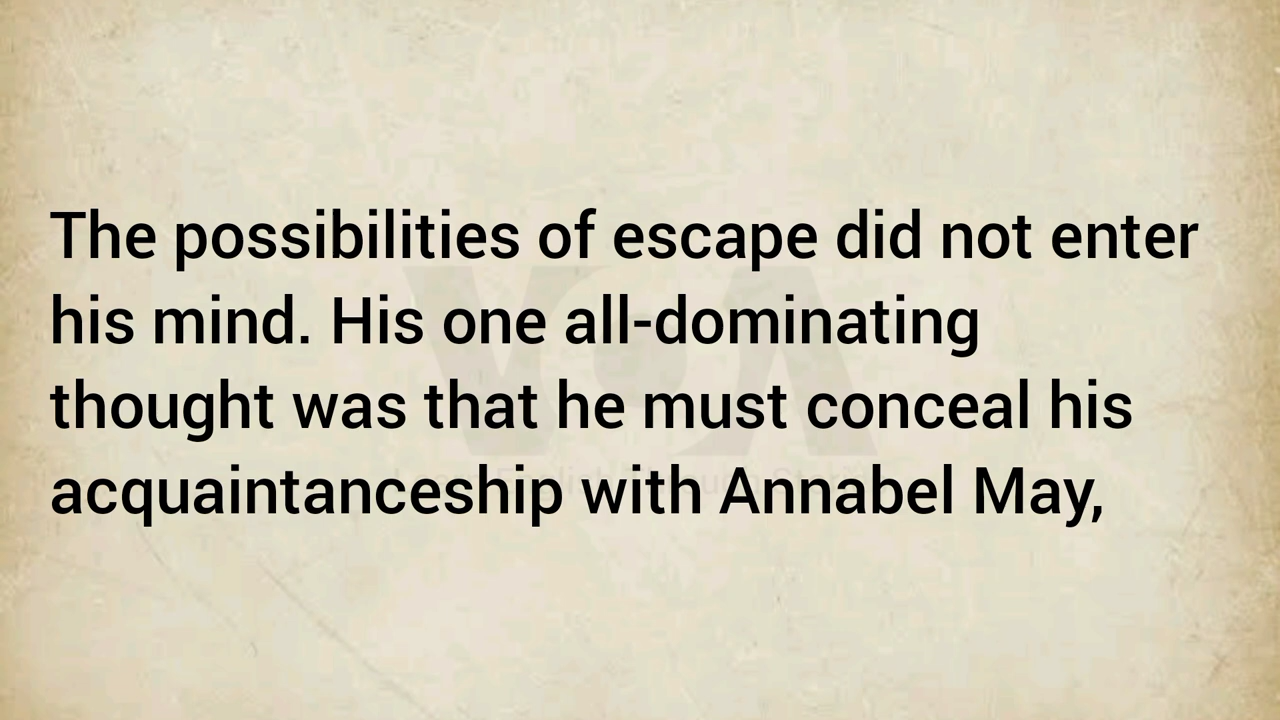 The possibilities of escape did not enter
his mind. His one all-dominating
thought was that he must conceal his
acquaintanceship with Annabel May,
VOA